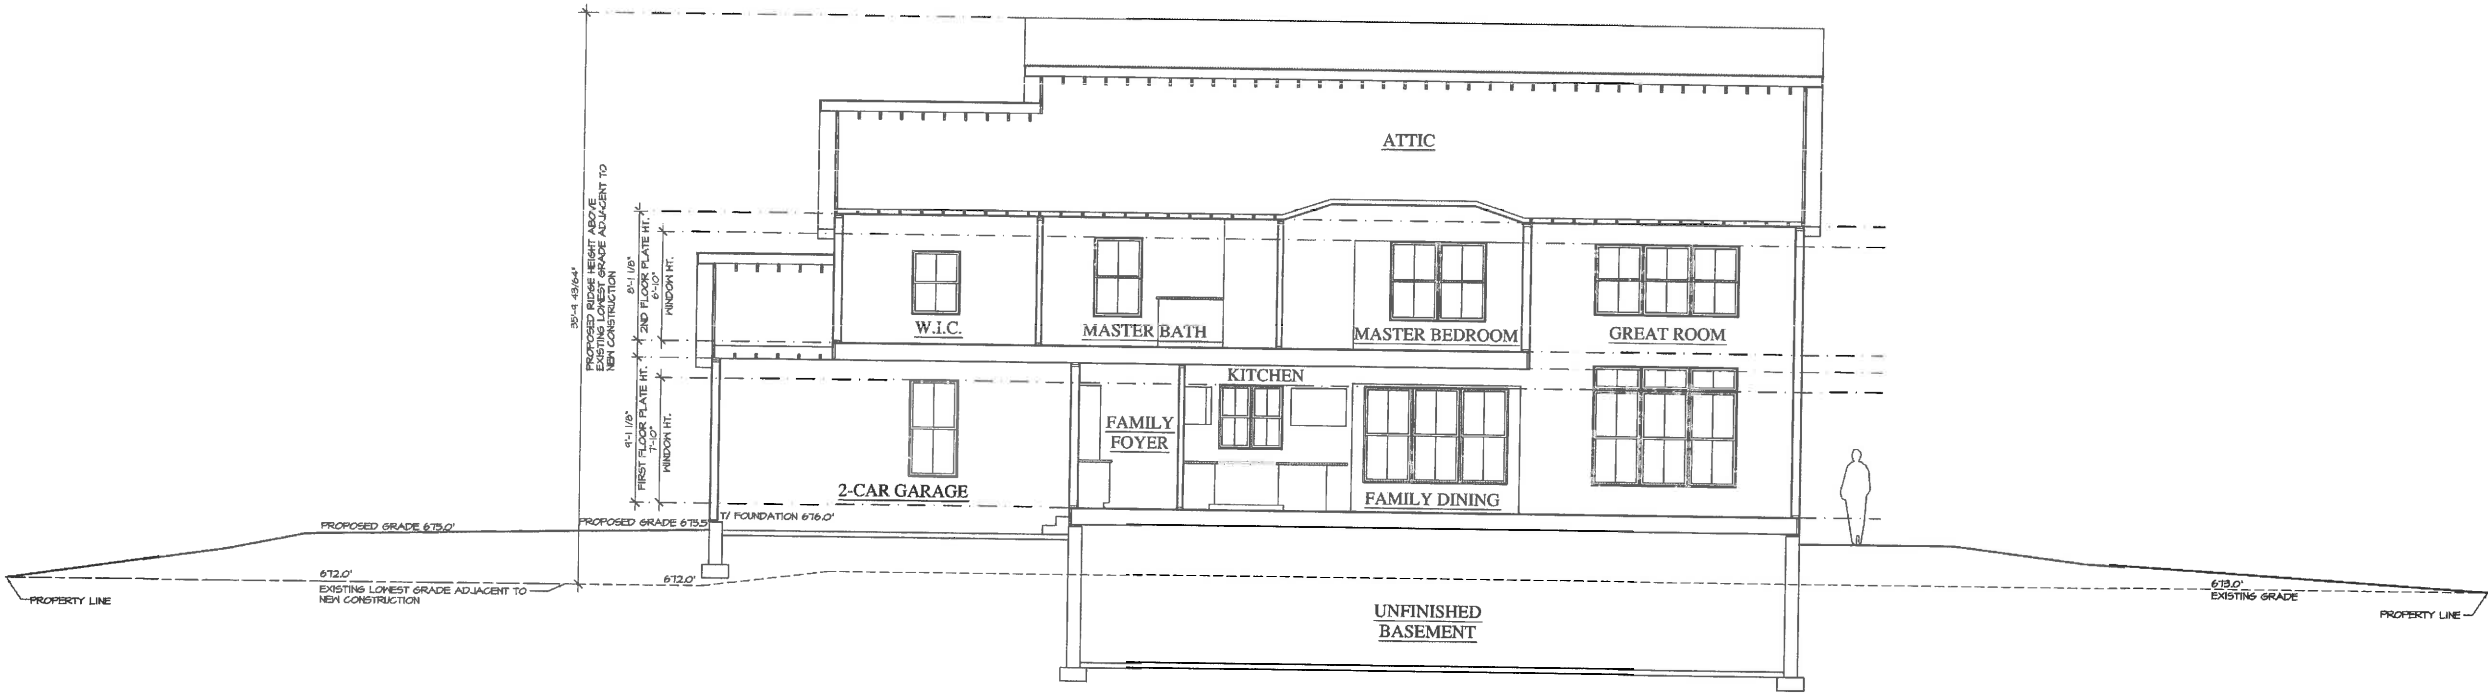 ATTIC
35'-9 43/64"
PROPOSED RIDGE HEIGHT ABOVE
EXISTING LOWEST GRADE ADJACENT TO
NEW CONSTRUCTION
8'-1 1/8"
2ND FLOOR PLATE HT.
6'-10"
WINDOW HT.
W.I.C.
MASTER BATH
MASTER BEDROOM
GREAT ROOM
9'-1 1/8"
FIRST FLOOR PLATE HT.
7'-10"
WINDOW HT.
KITCHEN
FAMILY
FOYER
2-CAR GARAGE
FAMILY DINING
PROPOSED GRADE 675.0'
PROPOSED GRADE 675.5'
T/ FOUNDATION 676.0'
672.0'
EXISTING LOWEST GRADE ADJACENT TO
NEW CONSTRUCTION
672.0'
673.0'
EXISTING GRADE
PROPERTY LINE
PROPERTY LINE
UNFINISHED
BASEMENT